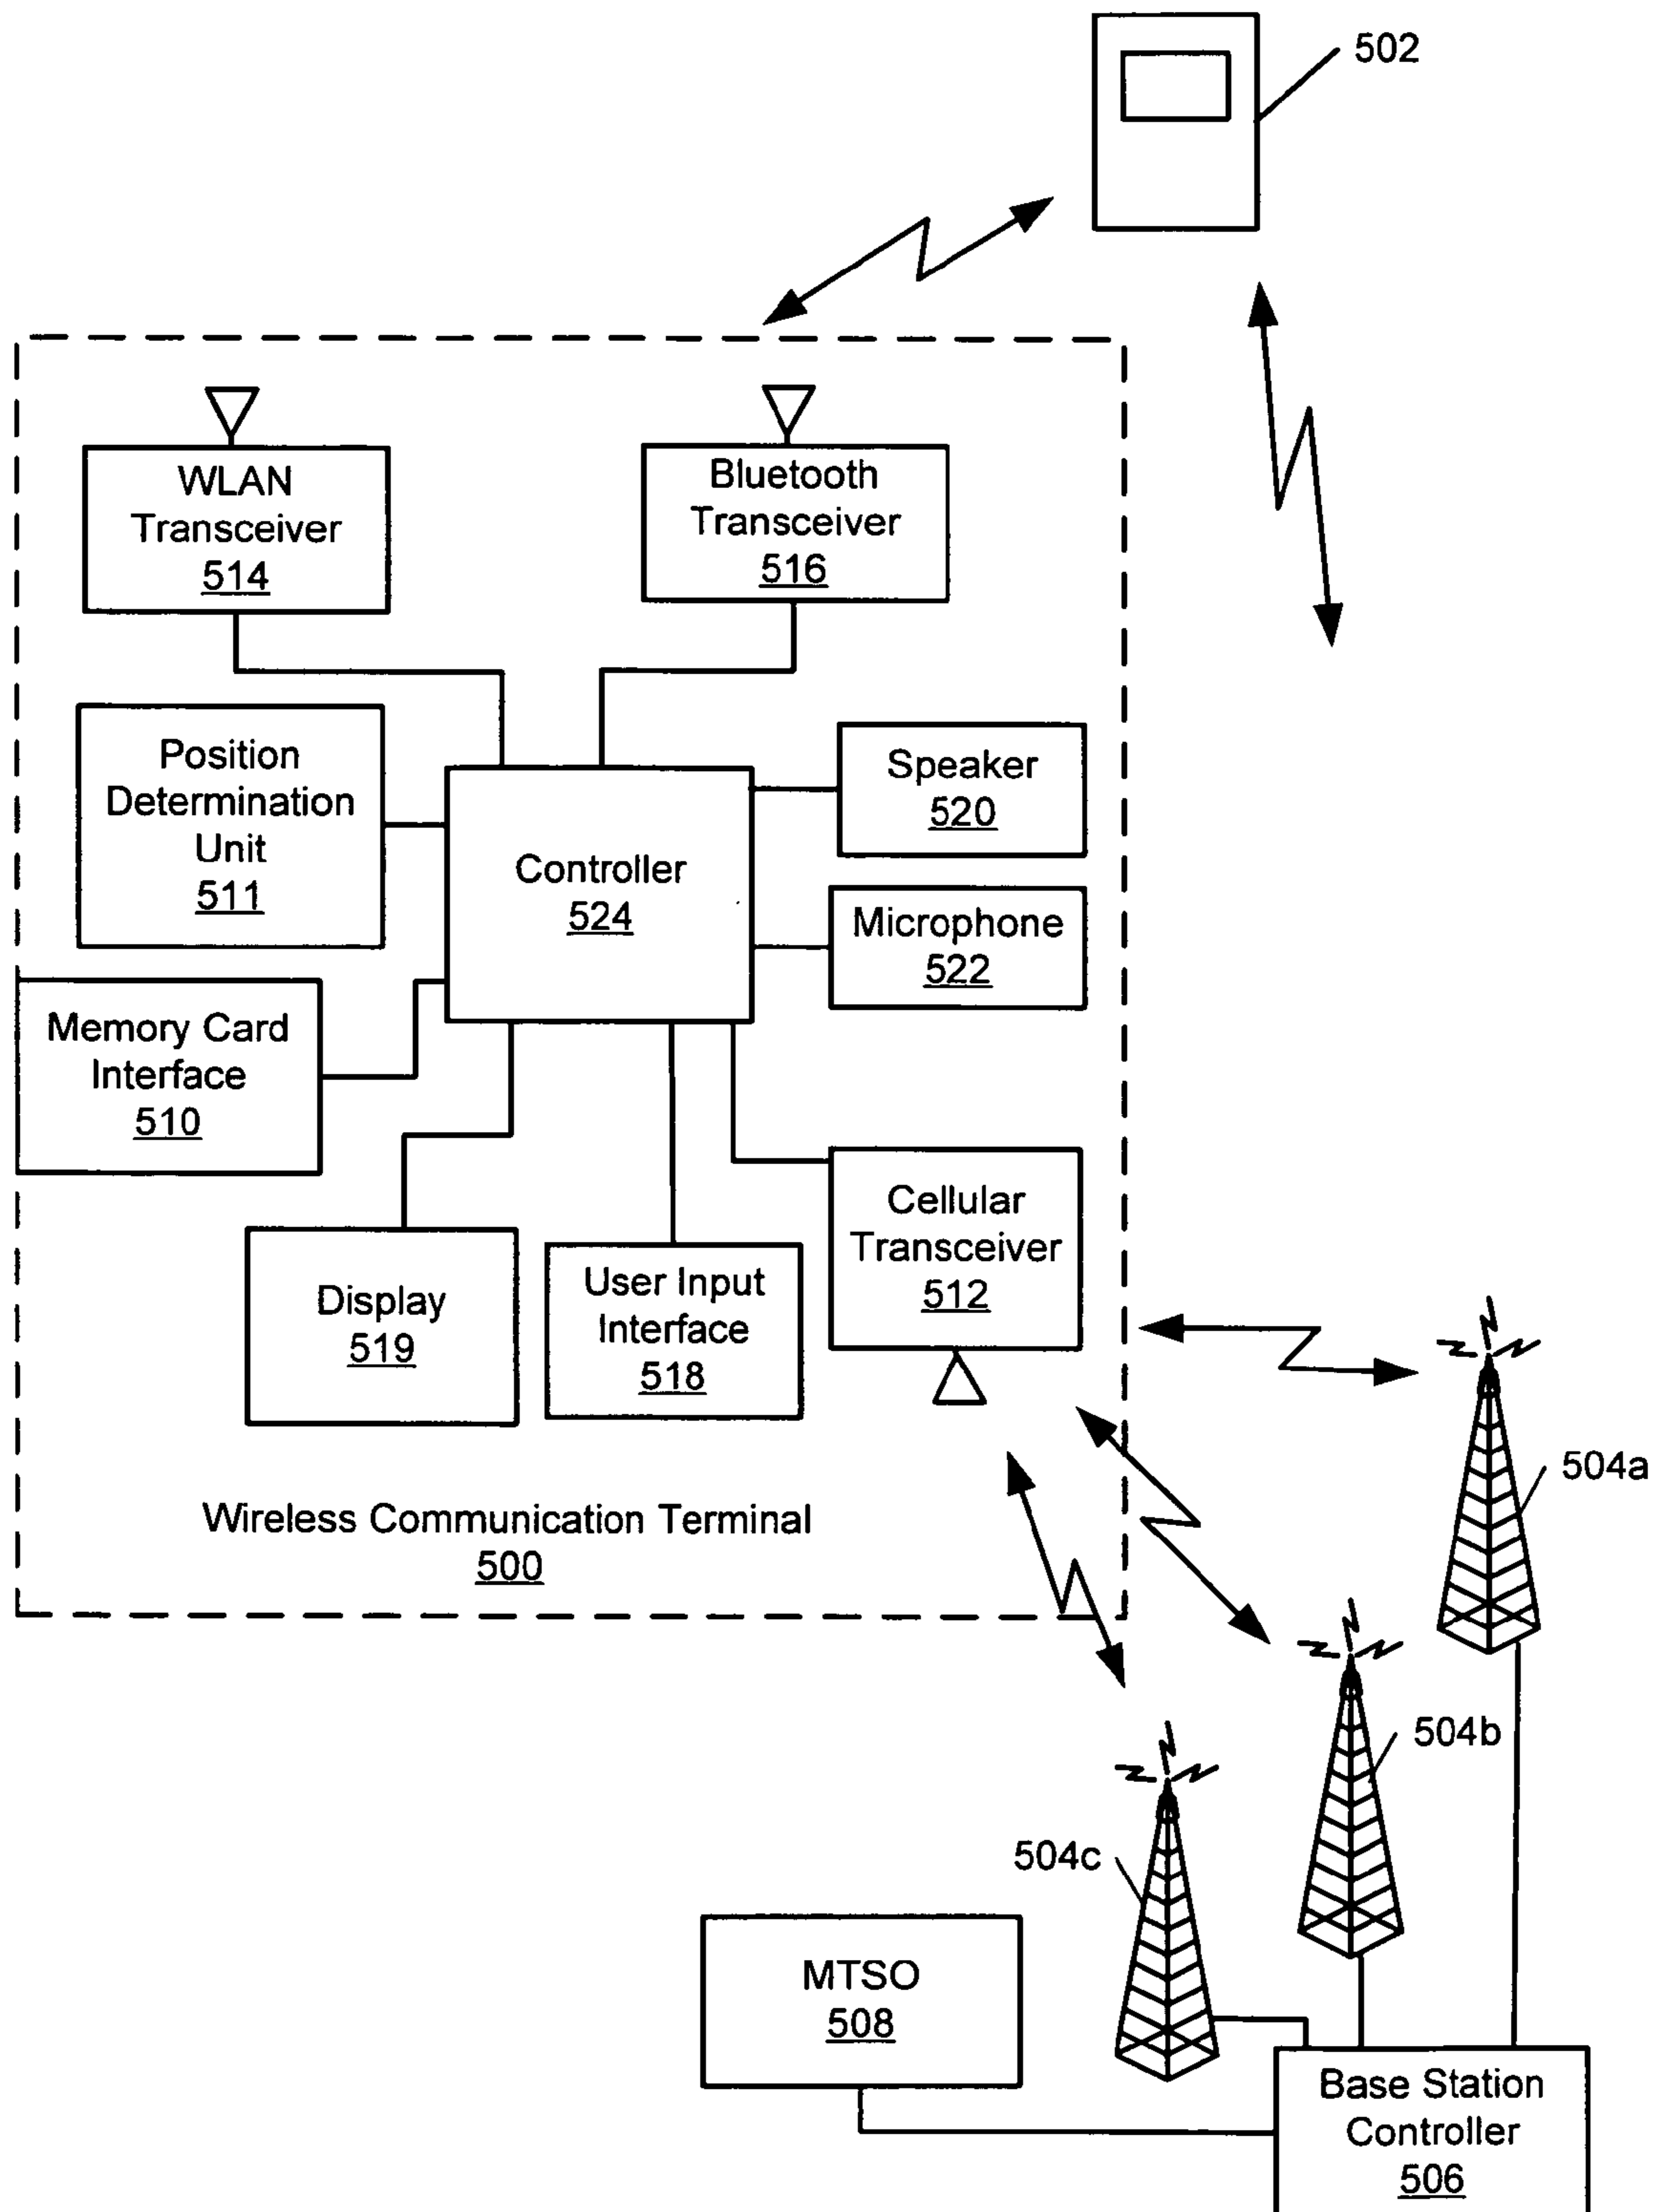 502
WLAN
Transceiver
514
Bluetooth
Transceiver
516
Position
Determination
Unit
511
Controller
524
Speaker
520
Microphone
522
Memory Card
Interface
510
Display
519
User Input
Interface
518
Cellular
Transceiver
512
Wireless Communication Terminal
500
504a
504b
504c
MTSO
508
Base Station
Controller
506